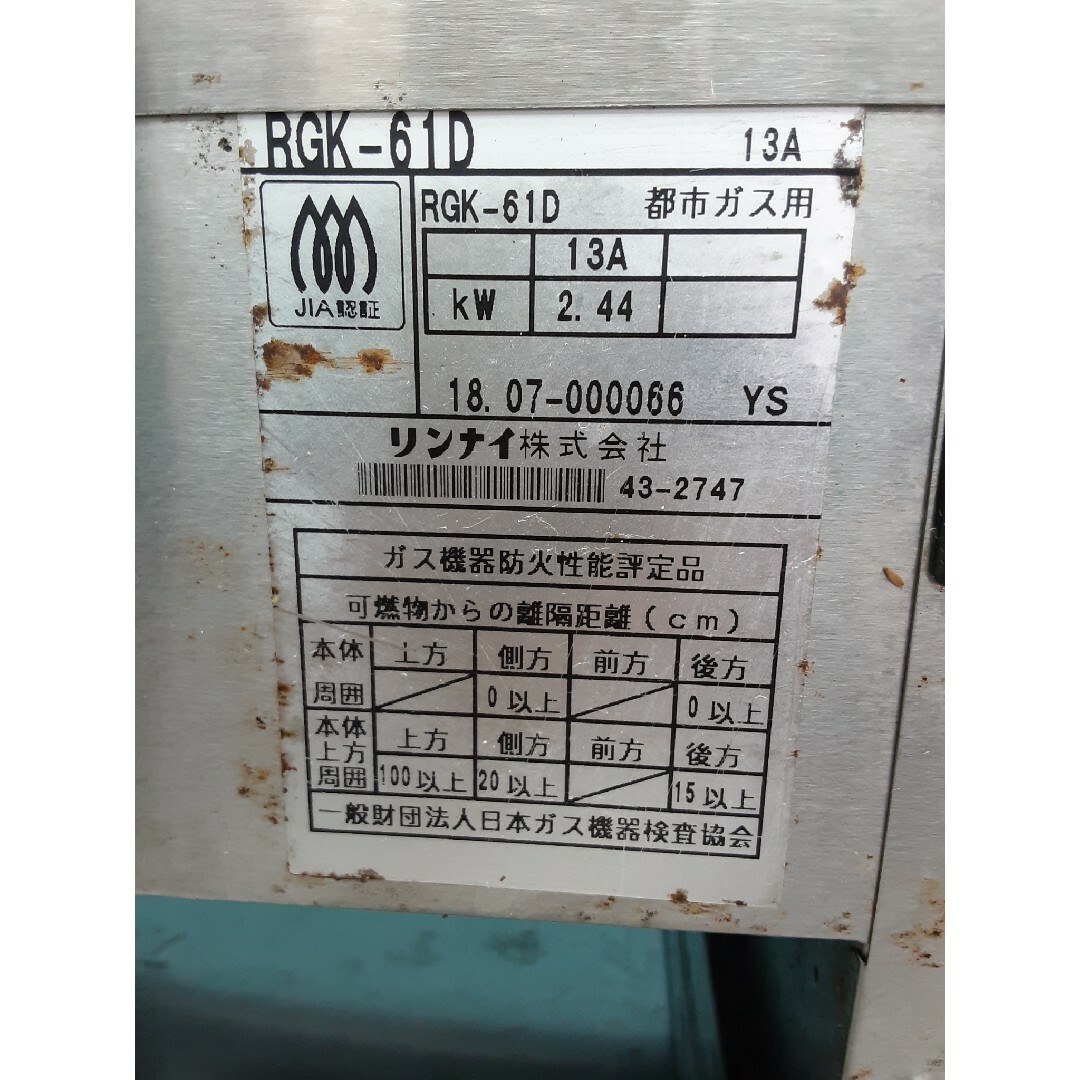 RGK-61D 13A
JIA認証
RGK-61D 都市ガス用
13A
kW 2.44
18.07-000066 YS
リンナイ株式会社
43-2747
ガス機器防火性能評定品
可燃物からの離隔距離(cm)
本体周囲 上方 側方 前方 後方
0以上 0以上
本体上方周囲 上方 側方 前方 後方
100以上 20以上 15以上
一般財団法人日本ガス機器検査協会